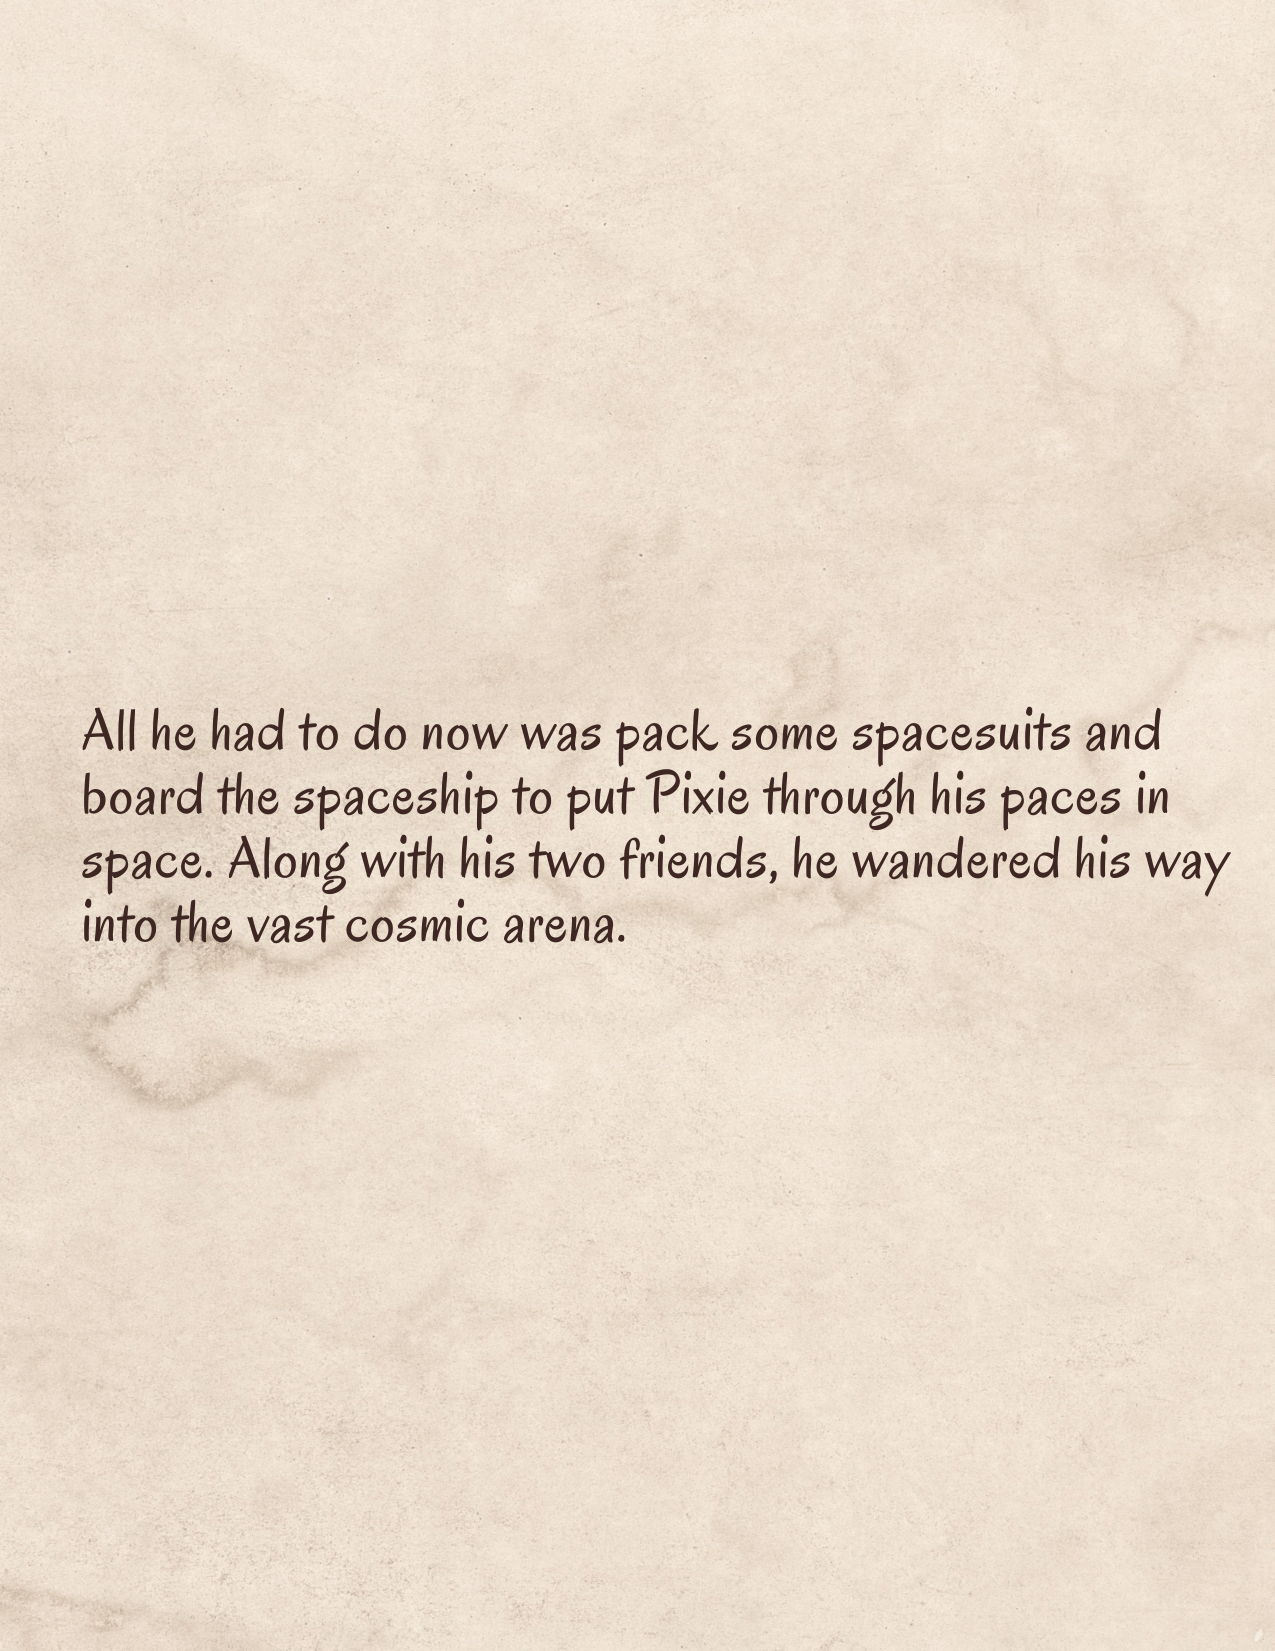 All he had to do now was pack some spacesuits and
board the spaceship to put Pixie through his paces in
space. Along with his two friends, he wandered his way
into the vast cosmic arena.